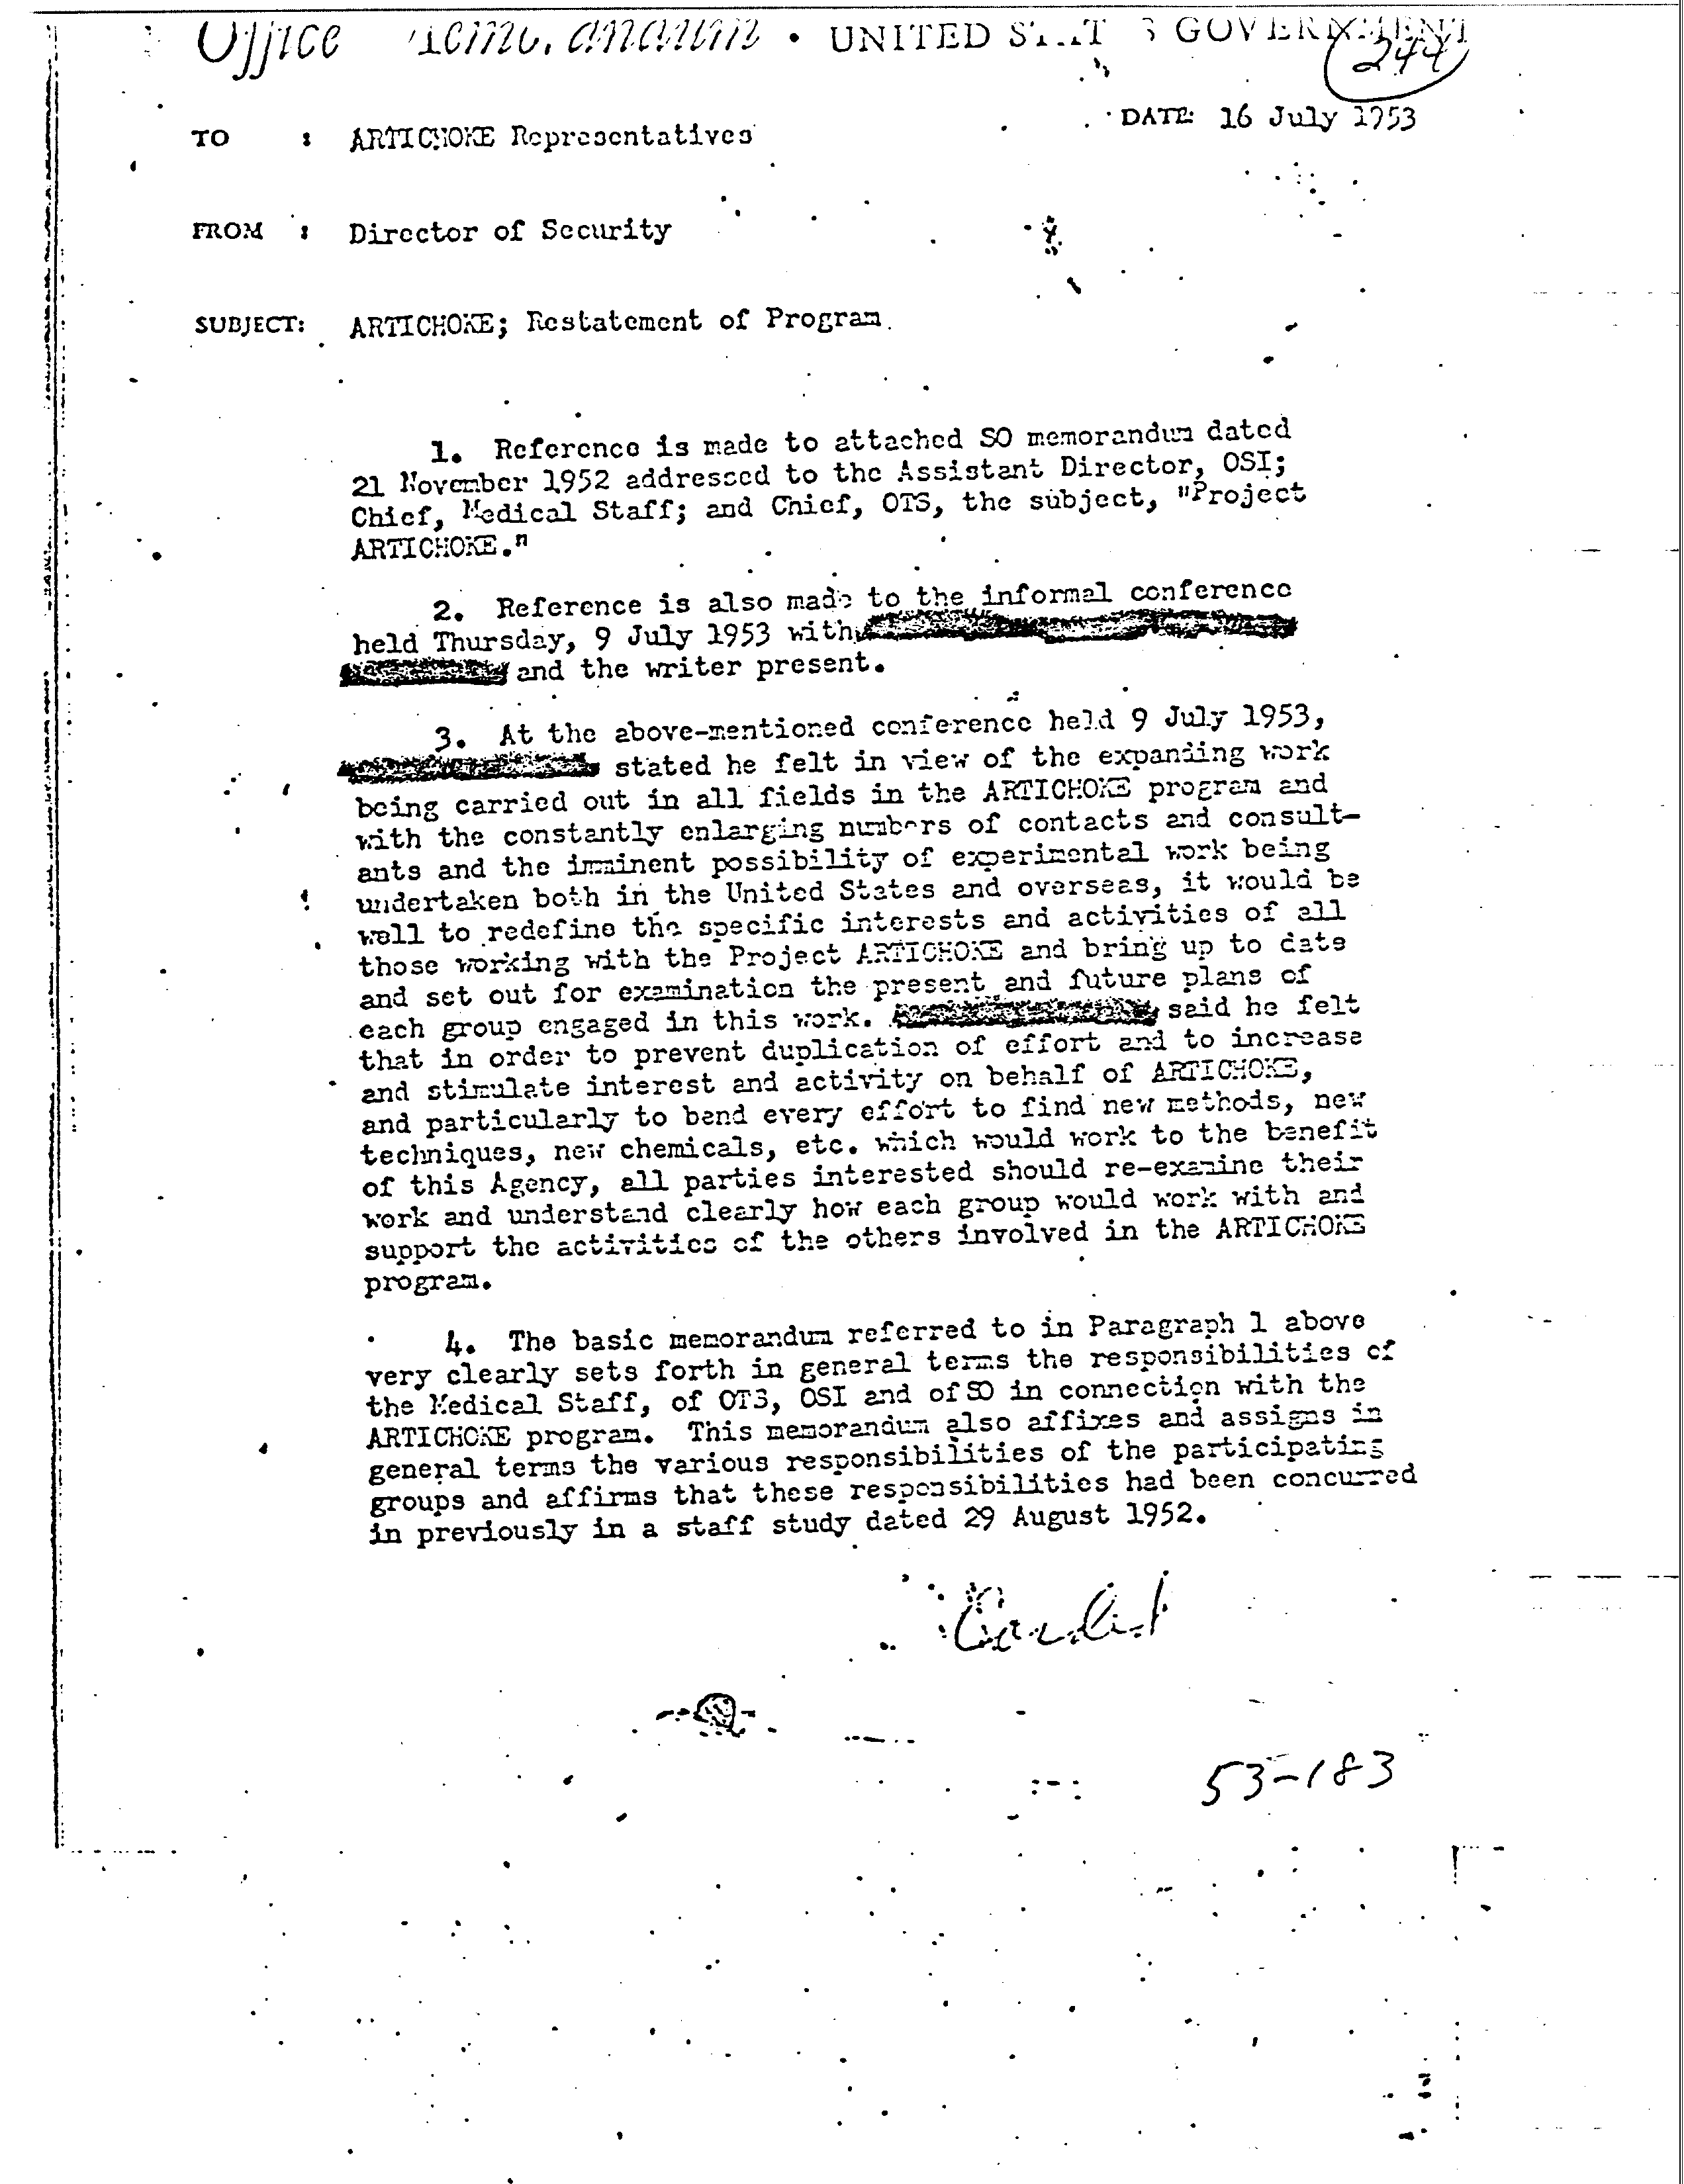 Office • UNITED GOVERNMENT
244
DATE: 16 July 1953
TO : ARTICHOKE Representatives
FROM : Director of Security
SUBJECT: ARTICHOKE; Restatement of Program.
1. Reference is made to attached SO memorandum dated
21 November 1952 addressed to the Assistant Director, OSI;
Chief, Medical Staff; and Chief, OTS, the subject, "Project
ARTICHOKE."
2. Reference is also made to the informal conference
held Thursday, 9 July 1953 with
and the writer present.
3. At the above-mentioned conference held 9 July 1953,
stated he felt in view of the expanding work
being carried out in all fields in the ARTICHOKE program and
with the constantly enlarging numbers of contacts and consult-
ants and the imminent possibility of experimental work being
undertaken both in the United States and overseas, it would be
well to redefine the specific interests and activities of all
those working with the Project ARTICHOKE and bring up to date
and set out for examination the present and future plans of
each group engaged in this work. said he felt
that in order to prevent duplication of effort and to increase
and stimulate interest and activity on behalf of ARTICHOKE,
and particularly to bend every effort to find new methods, new
techniques, new chemicals, etc. which would work to the benefit
of this Agency, all parties interested should re-examine their
work and understand clearly how each group would work with and
support the activities of the others involved in the ARTICHOKE
program.
4. The basic memorandum referred to in Paragraph 1 above
very clearly sets forth in general terms the responsibilities of
the Medical Staff, of OTS, OSI and of SO in connection with the
ARTICHOKE program. This memorandum also affixes and assigns in
general terms the various responsibilities of the participating
groups and affirms that these responsibilities had been concurred
in previously in a staff study dated 29 August 1952.
53-183